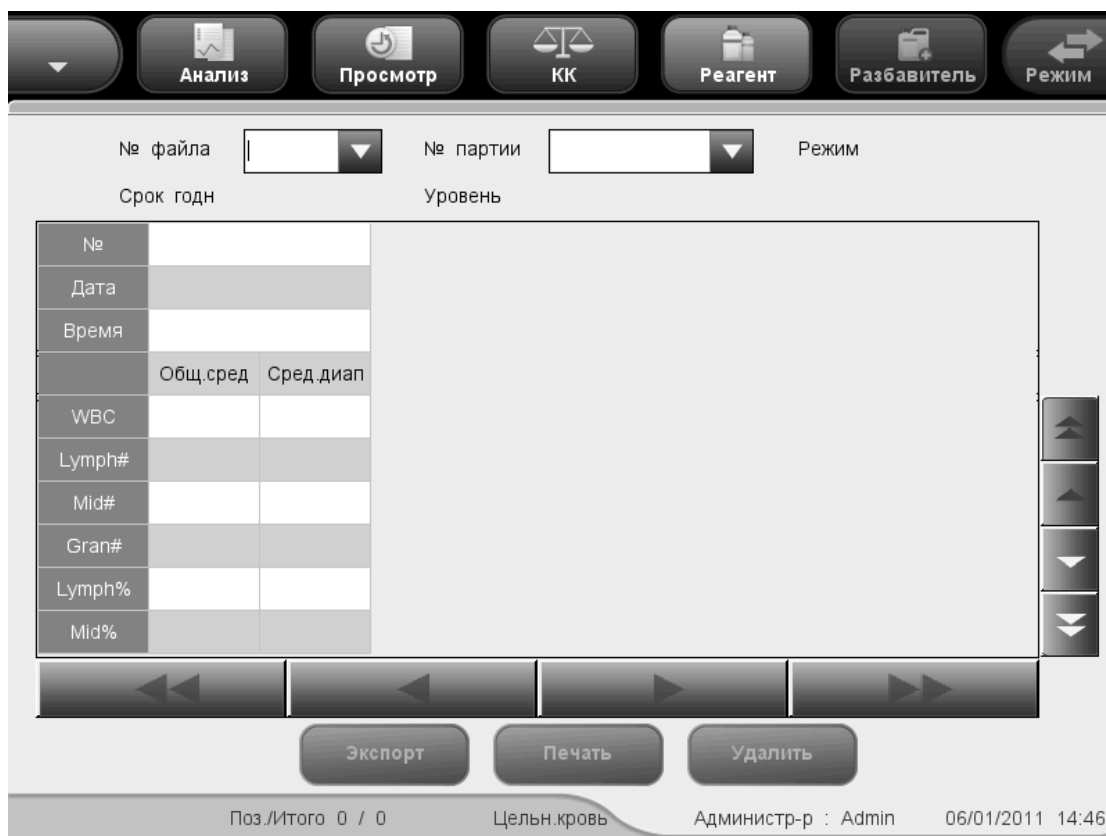 Анализ Просмотр КК Реагент Разбавитель Режим
№ файла № партии Режим
Срок годн Уровень
№
Дата
Время
Общ.сред Сред.диап
WBC
Lymph#
Mid#
Gran#
Lymph%
Mid%
Экспорт Печать Удалить
Поз./Итого 0 / 0 Цельн.кровь Администр-р : Admin 06/01/2011 14:46